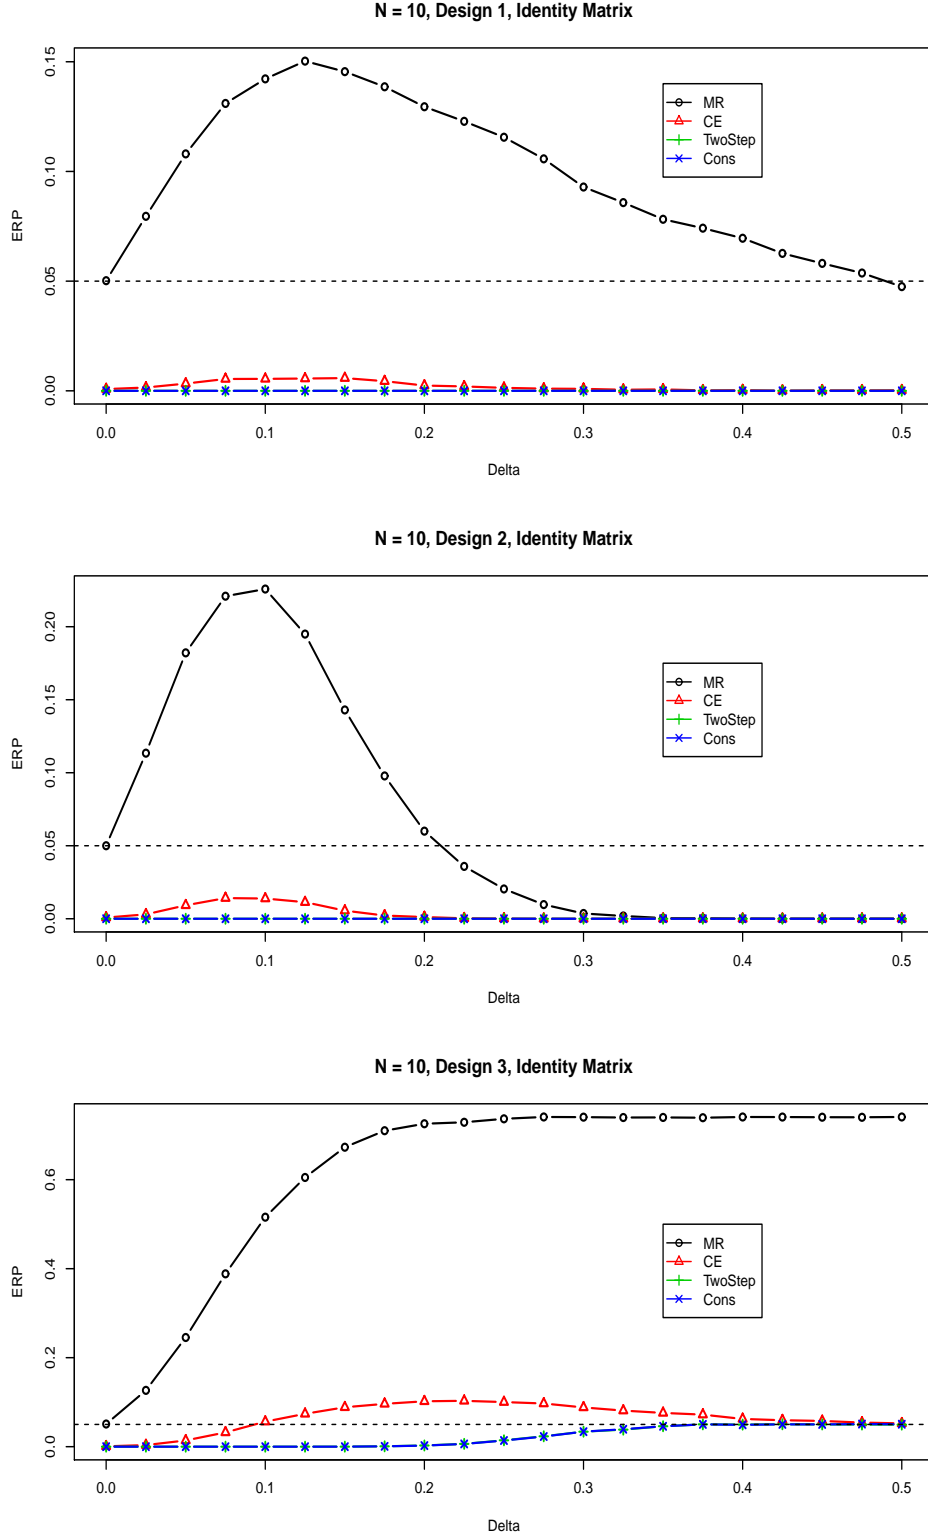 N = 10, Design 1, Identity Matrix
ERP
0.15
0.10
0.05
0.00
MR
CE
TwoStep
Cons
0.0 0.1 0.2 0.3 0.4 0.5
Delta
N = 10, Design 2, Identity Matrix
ERP
0.20
0.15
0.10
0.05
0.00
MR
CE
TwoStep
Cons
0.0 0.1 0.2 0.3 0.4 0.5
Delta
N = 10, Design 3, Identity Matrix
ERP
0.6
0.4
0.2
0.0
MR
CE
TwoStep
Cons
0.0 0.1 0.2 0.3 0.4 0.5
Delta